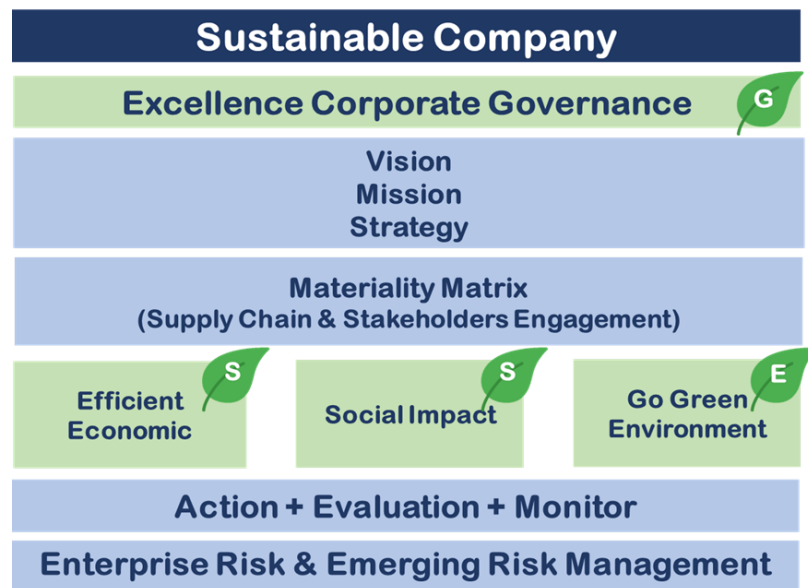 Sustainable Company
Excellence Corporate Governance
G
Vision
Mission
Strategy
Materiality Matrix
(Supply Chain & Stakeholders Engagement)
S
Efficient
Economic
S
Social Impact
E
Go Green
Environment
Action + Evaluation + Monitor
Enterprise Risk & Emerging Risk Management